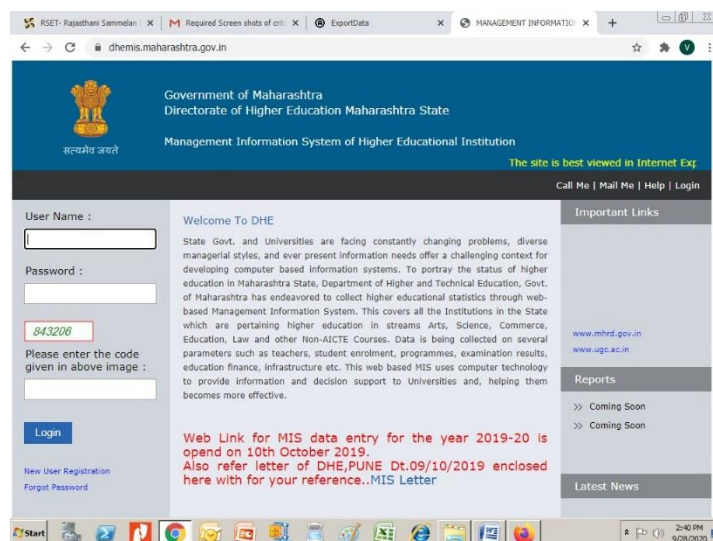 RSET- Rajasthani Sammelan
Required Screen shots of crit
ExportData
MANAGEMENT INFORMATIO
dhemis.maharashtra.gov.in
V
सत्यमेव जयते
Government of Maharashtra
Directorate of Higher Education Maharashtra State
Management Information System of Higher Educational Institution
The site is best viewed in Internet Exp
Call Me | Mail Me | Help | Login
User Name :
Password :
843206
Please enter the code
given in above image :
Login
New User Registration
Forgot Password
Welcome To DHE
State Govt. and Universities are facing constantly changing problems, diverse
managerial styles, and ever present information needs offer a challenging context for
developing computer based information systems. To portray the status of higher
education in Maharashtra State, Department of Higher and Technical Education, Govt.
of Maharashtra has endeavored to collect higher educational statistics through web-
based Management Information System. This covers all the Institutions in the State
which are pertaining higher education in streams Arts, Science, Commerce,
Education, Law and other Non-AICTE Courses. Data is being collected on several
parameters such as teachers, student enrolment, programmes, examination results,
education finance, infrastructure etc. This web based MIS uses computer technology
to provide information and decision support to Universities and, helping them
becomes more effective.
Web Link for MIS data entry for the year 2019-20 is
opend on 10th October 2019.
Also refer letter of DHE,PUNE Dt.09/10/2019 enclosed
here with for your reference..MIS Letter
Important Links
www.mhrd.gov.in
www.ugc.ac.in
Reports
>> Coming Soon
>> Coming Soon
Latest News
Start
2:40 PM
9/28/2020